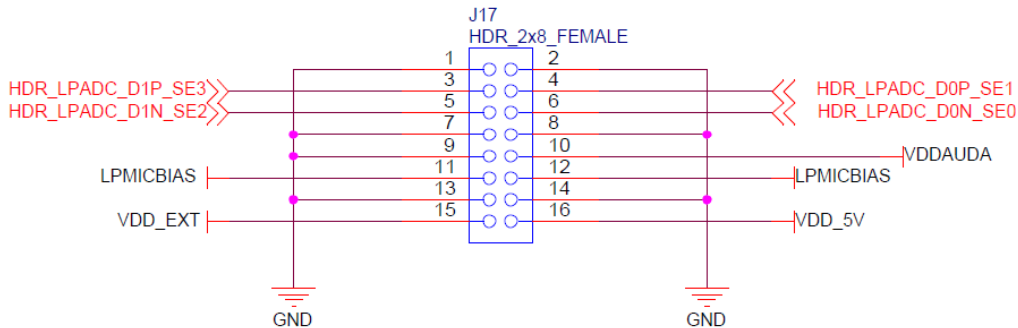 J17
HDR_2x8_FEMALE
1 2
HDR_LPADC_D1P_SE3 3 4 HDR_LPADC_D0P_SE1
HDR_LPADC_D1N_SE2 5 6 HDR_LPADC_D0N_SE0
7 8
9 10 VDDAUDA
LPMICBIAS 11 12 LPMICBIAS
13 14
VDD_EXT 15 16 VDD_5V
GND GND